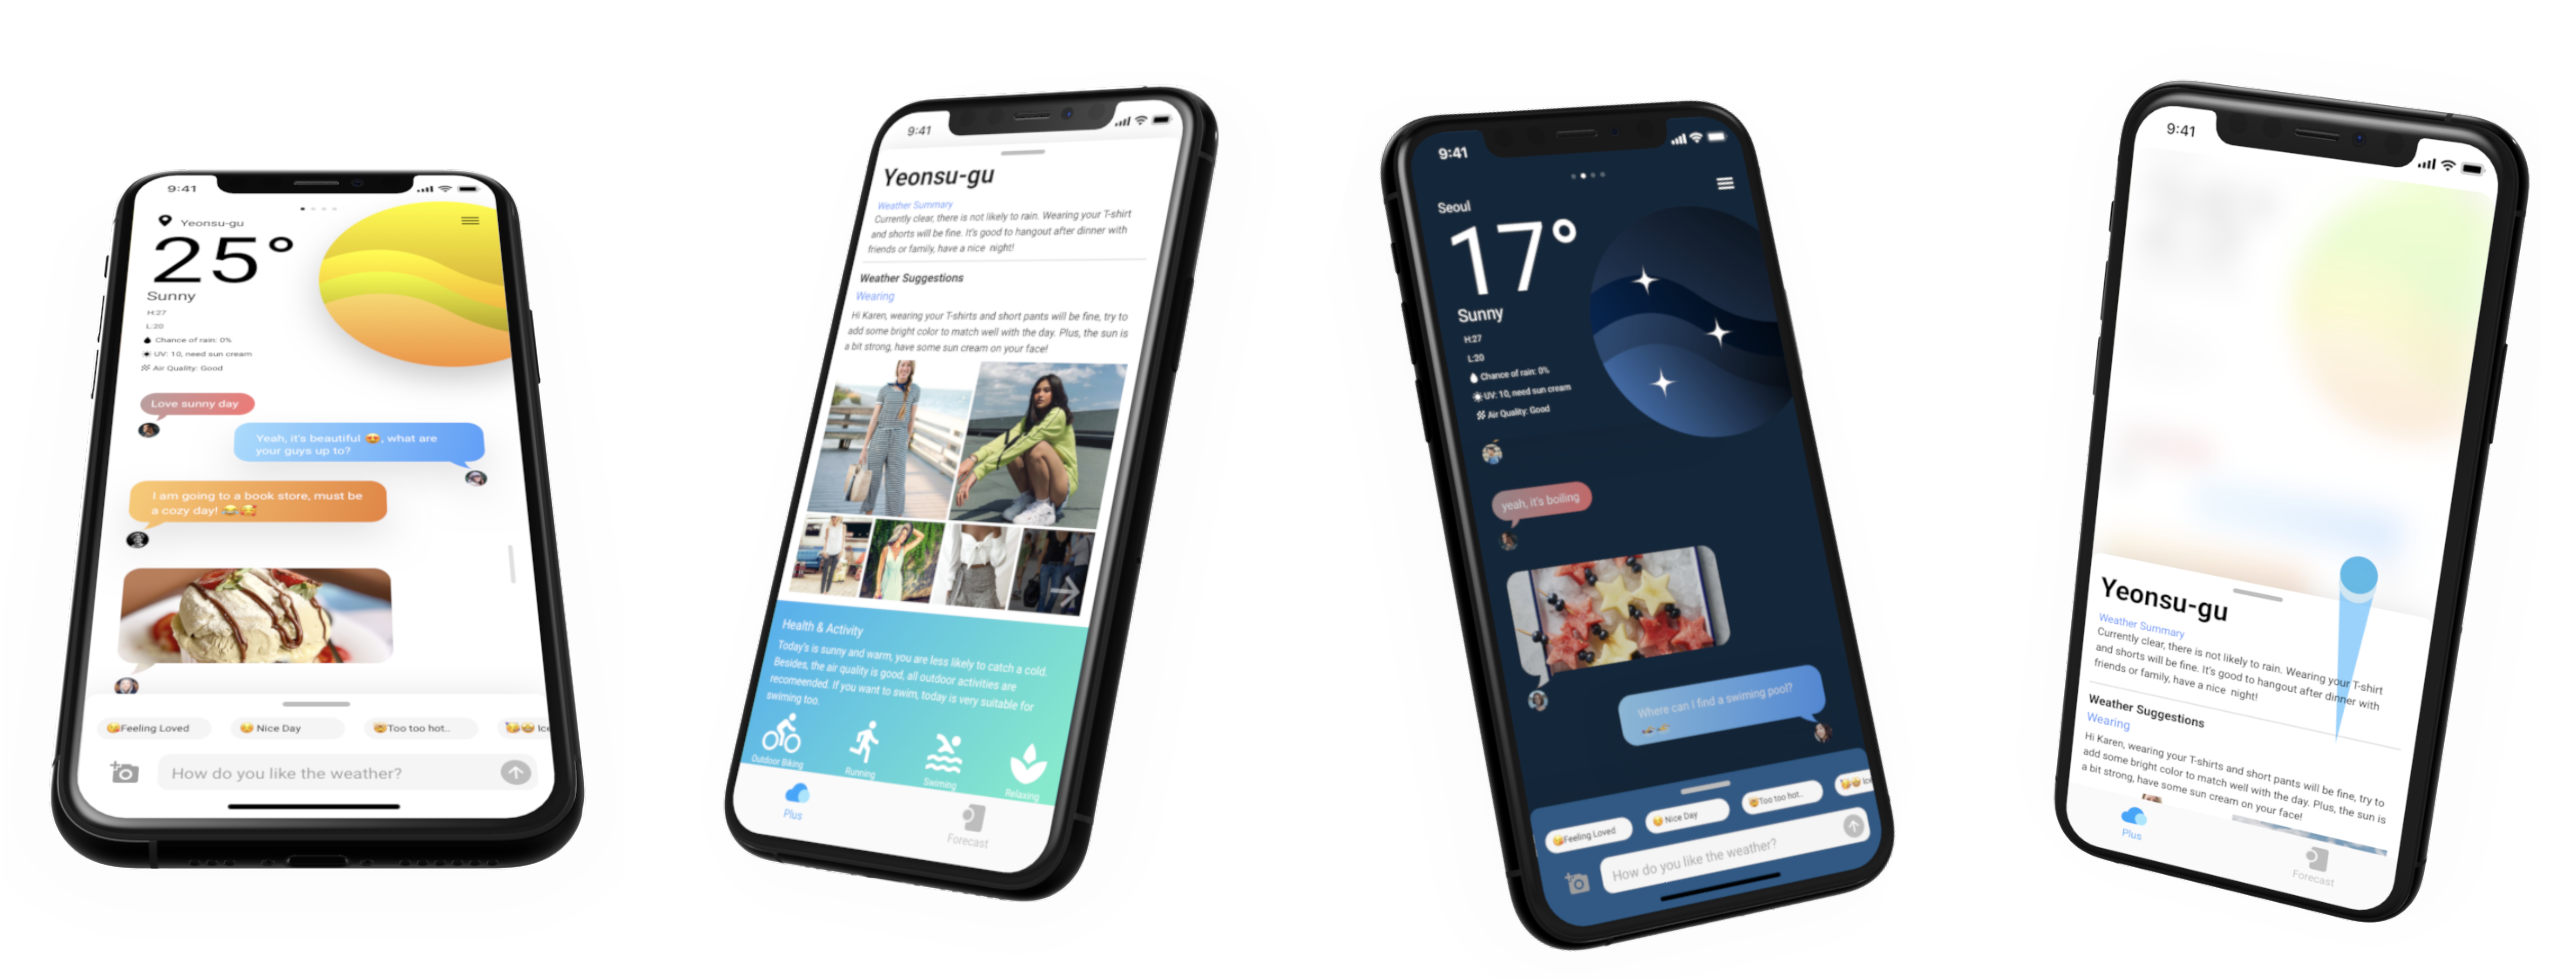 9:41
Yeonsu-gu
25°
Sunny
H:27
L:20
Chance of rain: 0%
UV: 10, need sun cream
Air Quality: Good
Love sunny day
Yeah, it's beautiful 😍, what are
your guys up to?
I am going to a book store, must be
a cozy day! 😂🥰
😘Feeling Loved
😊 Nice Day
🤯Too too hot...
🥳🤩 Ice
How do you like the weather?
9:41
Yeonsu-gu
Weather Summary
Currently clear, there is not likely to rain. Wearing your T-shirt
and shorts will be fine. It's good to hangout after dinner with
friends or family, have a nice night!
Weather Suggestions
Wearing
Hi Karen, wearing your T-shirts and short pants will be fine, try to
add some bright color to match well with the day. Plus, the sun is
a bit strong, have some sun cream on your face!
Health & Activity
Today's is sunny and warm, you are less likely to catch a cold.
Besides, the air quality is good, all outdoor activities are
recomeended. If you want to swim, today is very suitable for
swiming too.
Outdoor Biking
Running
Swiming
Relaxing
Plus
Forecast
9:41
Seoul
17°
Sunny
H:27
L:20
Chance of rain: 0%
UV: 10, need sun cream
Air Quality: Good
yeah, it's boiling
Where can I find a swiming pool?
😘Feeling Loved
😊 Nice Day
🤯Too too hot...
🥳🤩 Ice
How do you like the weather?
9:41
Yeonsu-gu
Weather Summary
Currently clear, there is not likely to rain. Wearing your T-shirt
and shorts will be fine. It's good to hangout after dinner with
friends or family, have a nice night!
Weather Suggestions
Wearing
Hi Karen, wearing your T-shirts and short pants will be fine, try to
add some bright color to match well with the day. Plus, the sun is
a bit strong, have some sun cream on your face!
Plus
Forecast